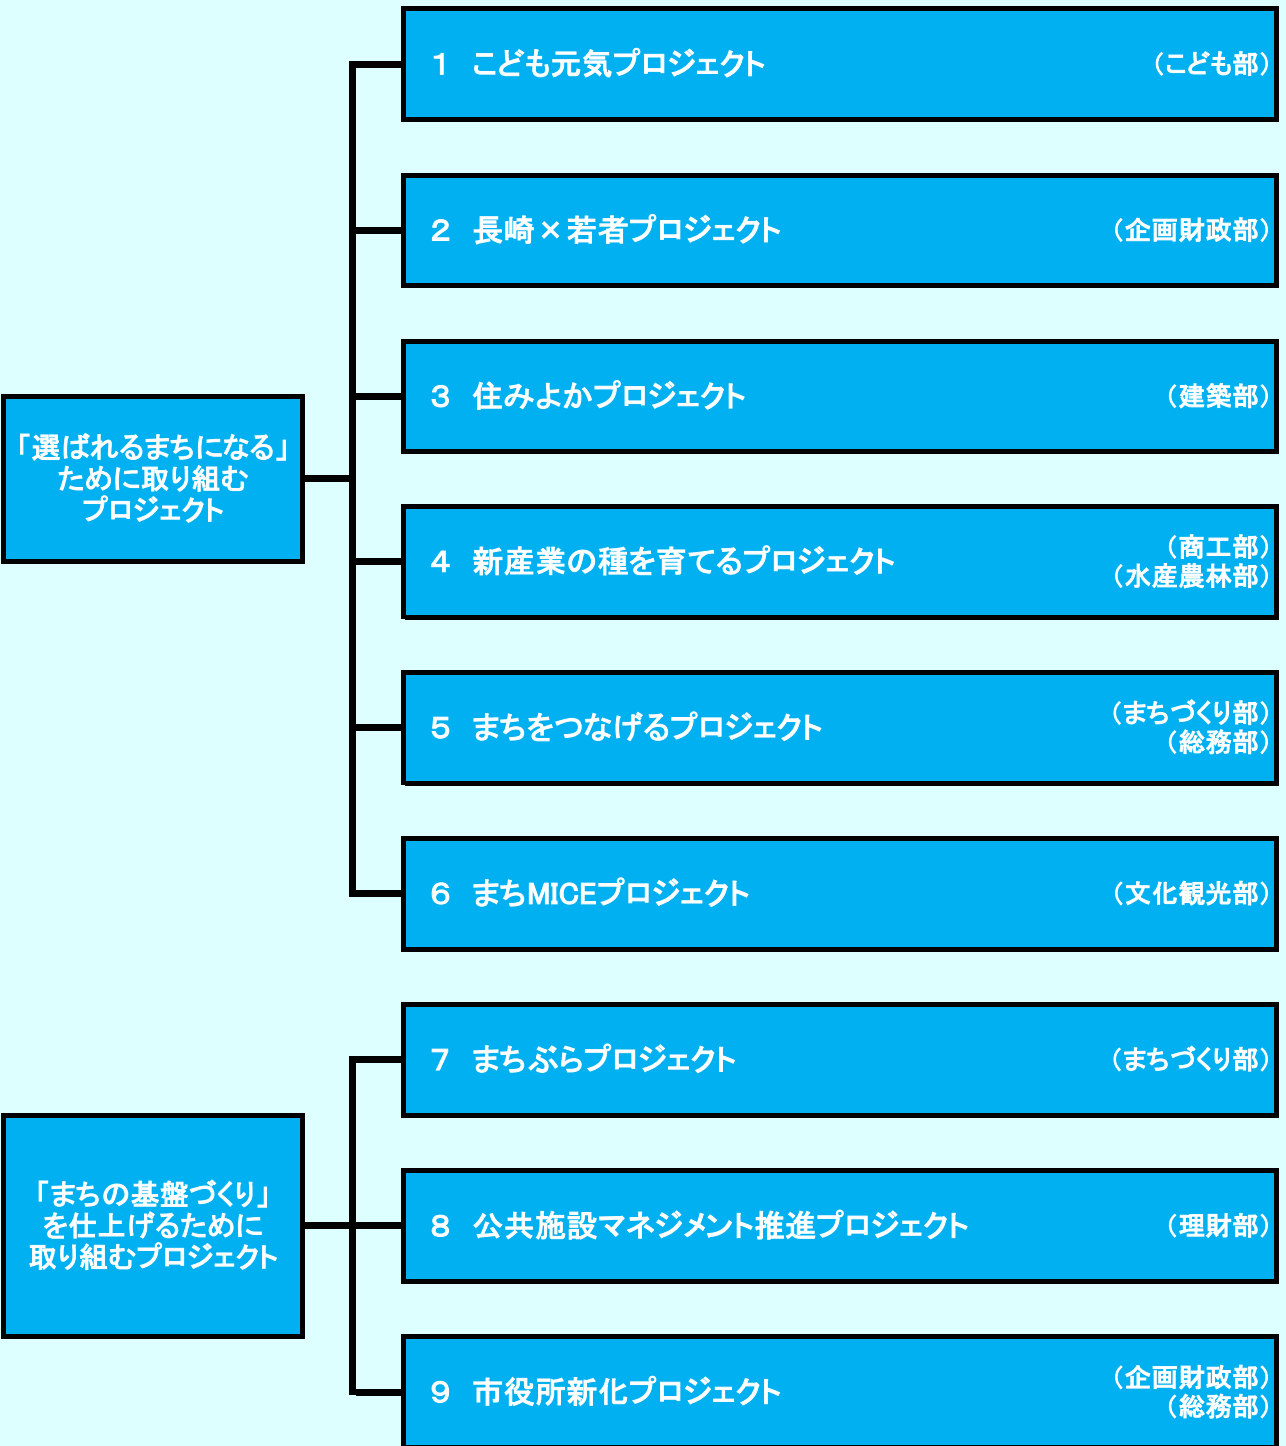 １　こども元気プロジェクト　（こども部）
２　長崎×若者プロジェクト　（企画財政部）
３　住みよかプロジェクト　（建築部）
「選ばれるまちになる」
ために取り組む
プロジェクト
４　新産業の種を育てるプロジェクト
（商工部）
（水産農林部）
５　まちをつなげるプロジェクト
（まちづくり部）
（総務部）
６　まちMICEプロジェクト　（文化観光部）
７　まちぶらプロジェクト　（まちづくり部）
「まちの基盤づくり」
を仕上げるために
取り組むプロジェクト
８　公共施設マネジメント推進プロジェクト　（理財部）
９　市役所新化プロジェクト
（企画財政部）
（総務部）